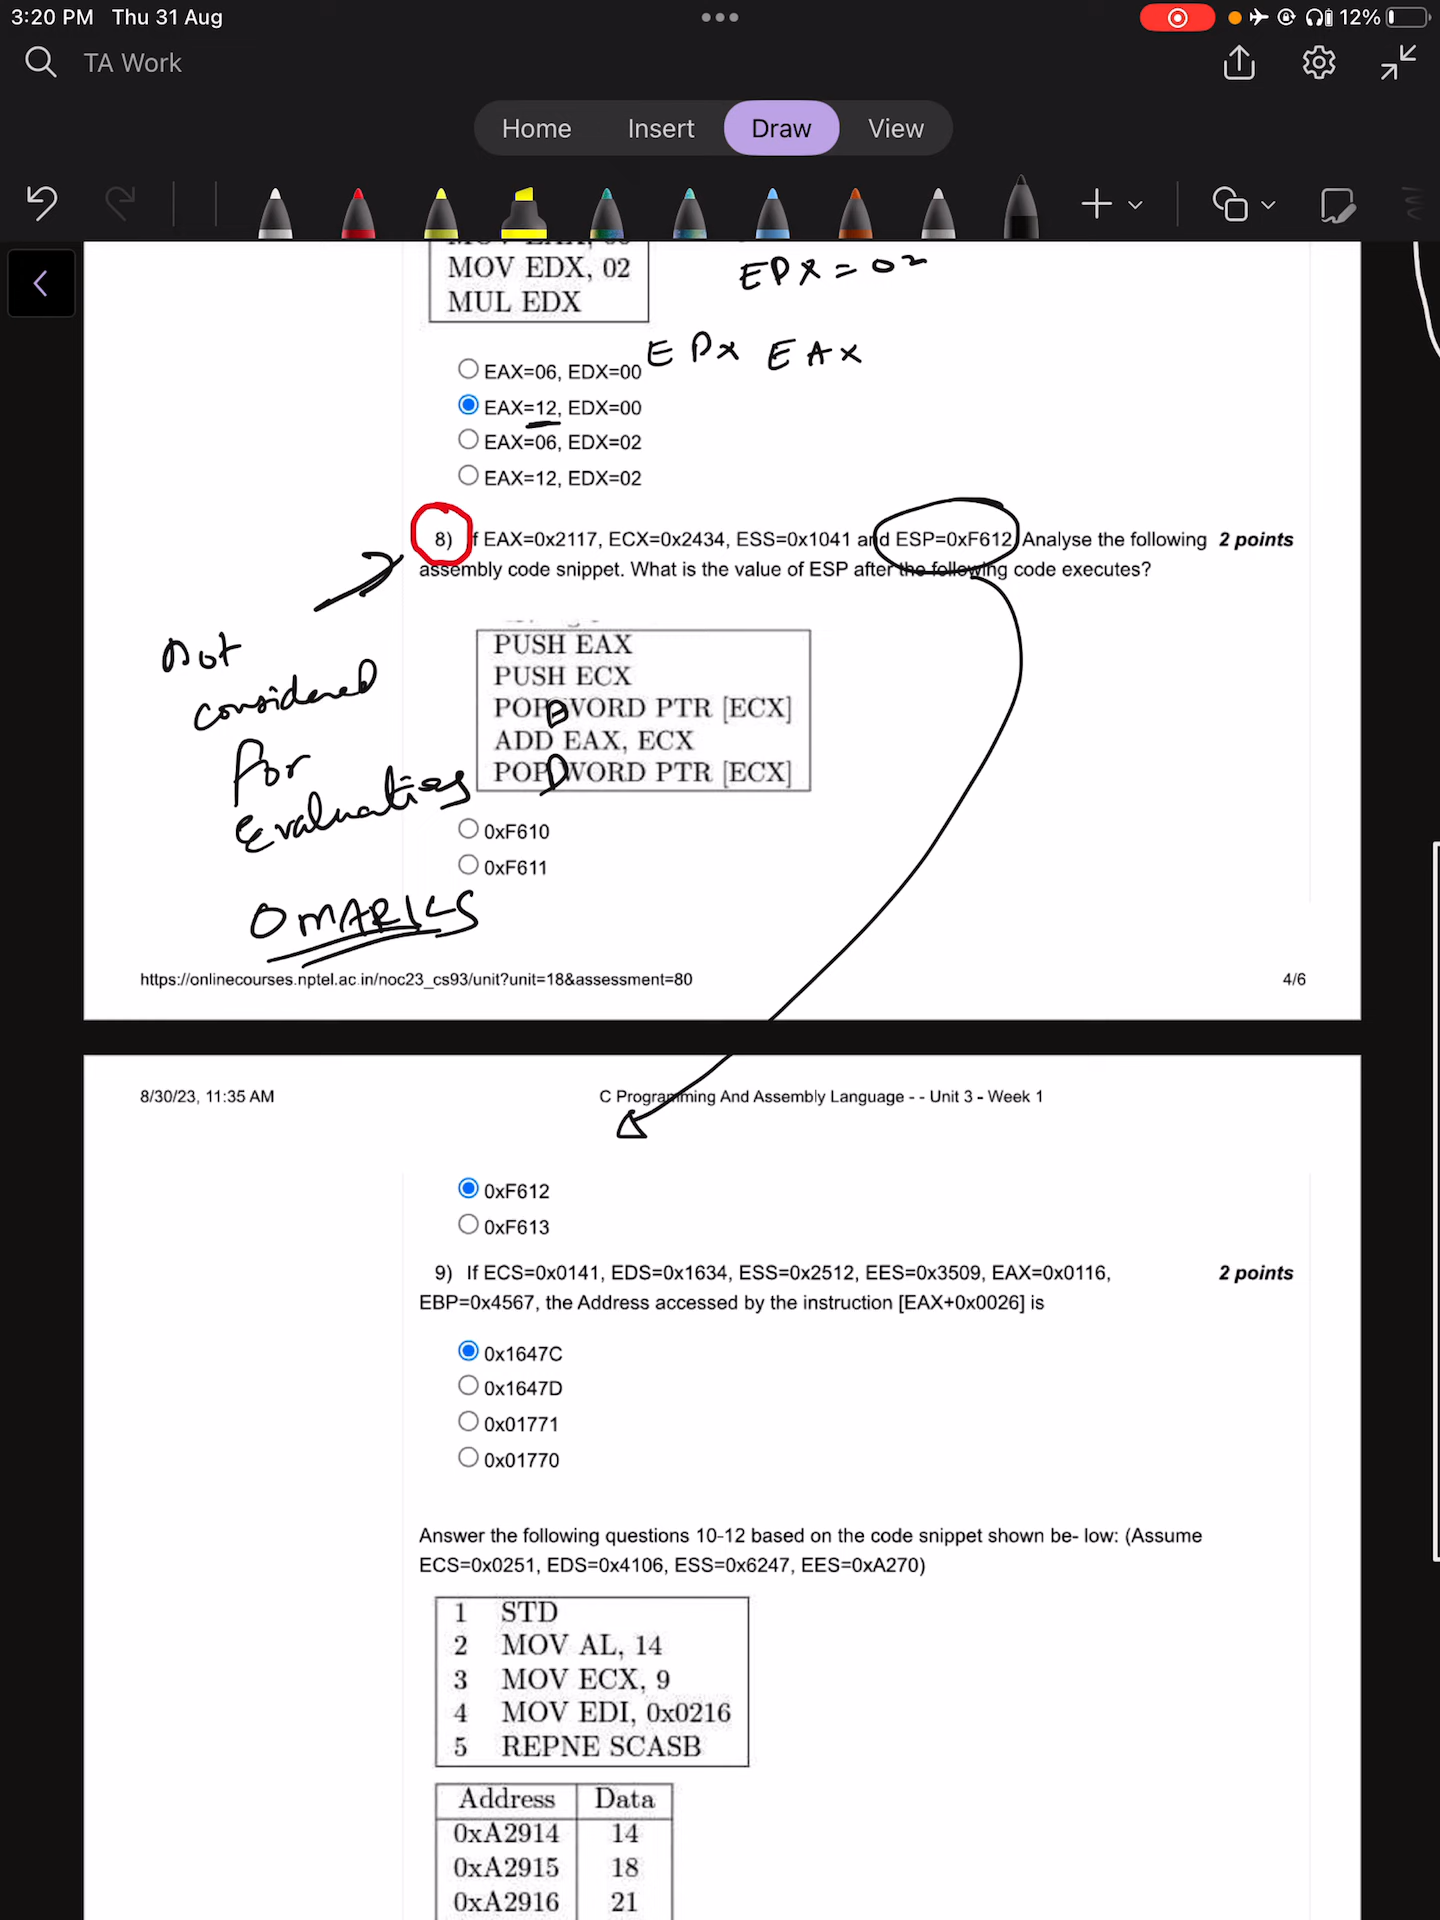 3:20 PM Thu 31 Aug
12%
TA Work
Home Insert Draw View
MOV EDX, 02
MUL EDX
EDX = 02
EDX EAX
EAX=06, EDX=00
EAX=12, EDX=00
EAX=06, EDX=02
EAX=12, EDX=02
8) If EAX=0x2117, ECX=0x2434, ESS=0x1041 and ESP=0xF612. Analyse the following 2 points
assembly code snippet. What is the value of ESP after the following code executes?
not
considered
for
Evaluation
0 MARKS
PUSH EAX
PUSH ECX
POP DWORD PTR [ECX]
ADD EAX, ECX
POP DWORD PTR [ECX]
0xF610
0xF611
https://onlinecourses.nptel.ac.in/noc23_cs93/unit?unit=18&assessment=80 4/6
8/30/23, 11:35 AM C Programming And Assembly Language - - Unit 3 - Week 1
0xF612
0xF613
9) If ECS=0x0141, EDS=0x1634, ESS=0x2512, EES=0x3509, EAX=0x0116, 2 points
EBP=0x4567, the Address accessed by the instruction [EAX+0x0026] is
0x1647C
0x1647D
0x01771
0x01770
Answer the following questions 10-12 based on the code snippet shown be- low: (Assume
ECS=0x0251, EDS=0x4106, ESS=0x6247, EES=0xA270)
1 STD
2 MOV AL, 14
3 MOV ECX, 9
4 MOV EDI, 0x0216
5 REPNE SCASB
Address Data
0xA2914 14
0xA2915 18
0xA2916 21